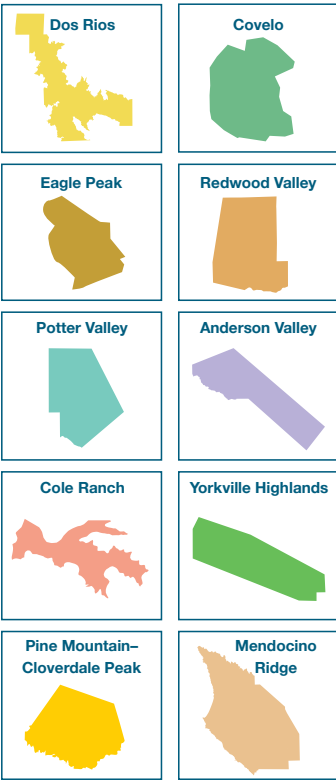 Dos Rios
Covelo
Eagle Peak
Redwood Valley
Potter Valley
Anderson Valley
Cole Ranch
Yorkville Highlands
Pine Mountain–
Cloverdale Peak
Mendocino
Ridge